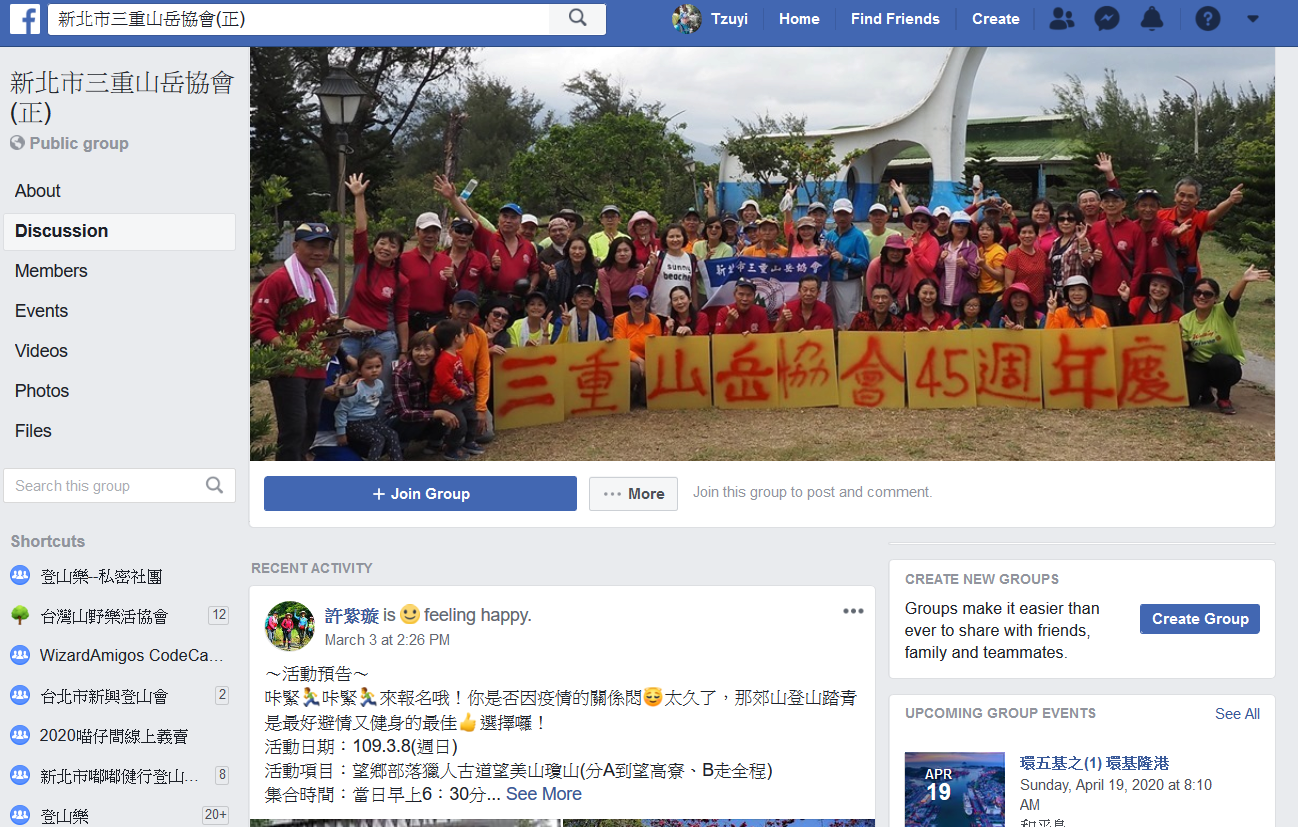 新北市三重山岳協會(正)
Tzuyi
Home
Find Friends
Create
新北市三重山岳協會
(正)
Public group
About
Discussion
Members
Events
Videos
Photos
Files
Search this group
Shortcuts
登山樂--私密社團
台灣山野樂活協會 12
WizardAmigos CodeCa...
台北市新興登山會 2
2020喵仔間線上義賣
新北市嘟嘟健行登山... 8
登山樂 20+
sunny
beaches
新北市三重山岳協會
三重山岳協會45週年慶
+ Join Group
... More
Join this group to post and comment.
RECENT ACTIVITY
許紫璇 is 🙂 feeling happy.
March 3 at 2:26 PM
～活動預告～
咔緊🏃咔緊🏃來報名哦！你是否因疫情的關係悶😌太久了，那郊山登山踏青
是最好避情又健身的最佳👍選擇囉！
活動日期：109.3.8(週日)
活動項目：望鄉部落獵人古道望美山瓊山(分A到望高寮、B走全程)
集合時間：當日早上6：30分... See More
CREATE NEW GROUPS
Groups make it easier than
ever to share with friends,
family and teammates.
Create Group
UPCOMING GROUP EVENTS
See All
APR
19
環五基之(1) 環基隆港
Sunday, April 19, 2020 at 8:10
AM
和平島